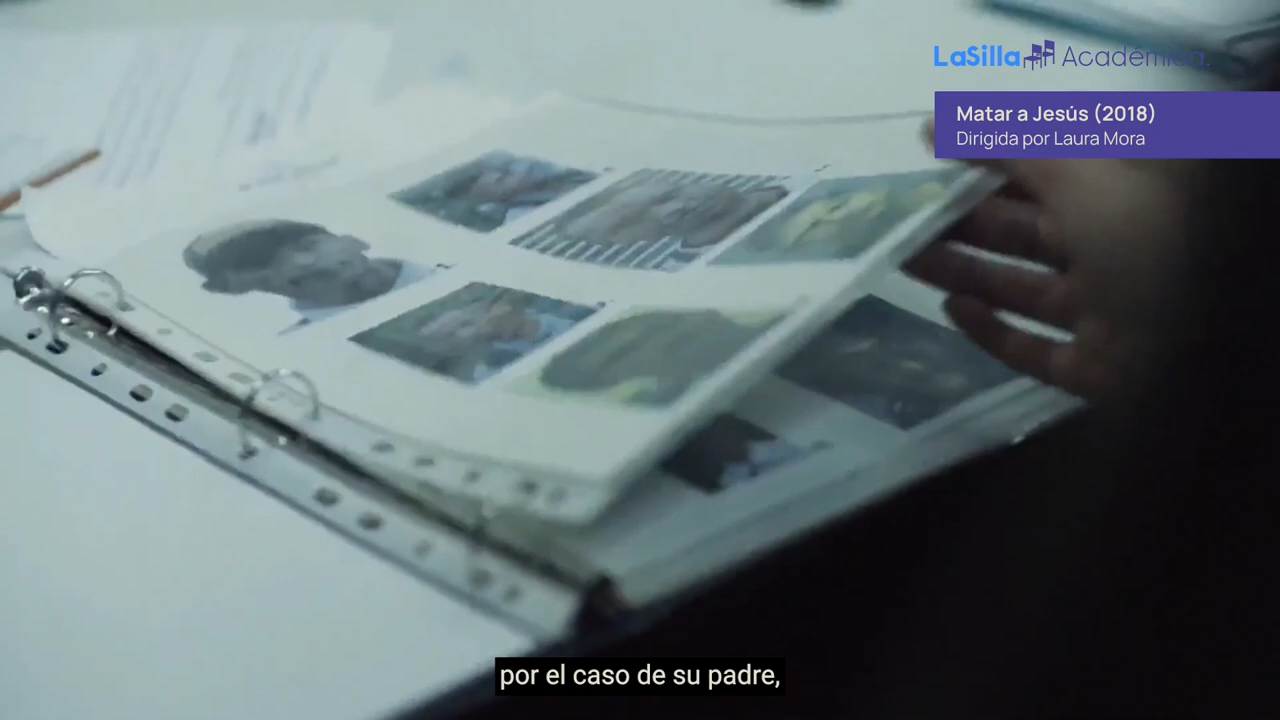 LaSilla Académica.
Matar a Jesús (2018)
Dirigida por Laura Mora
por el caso de su padre,